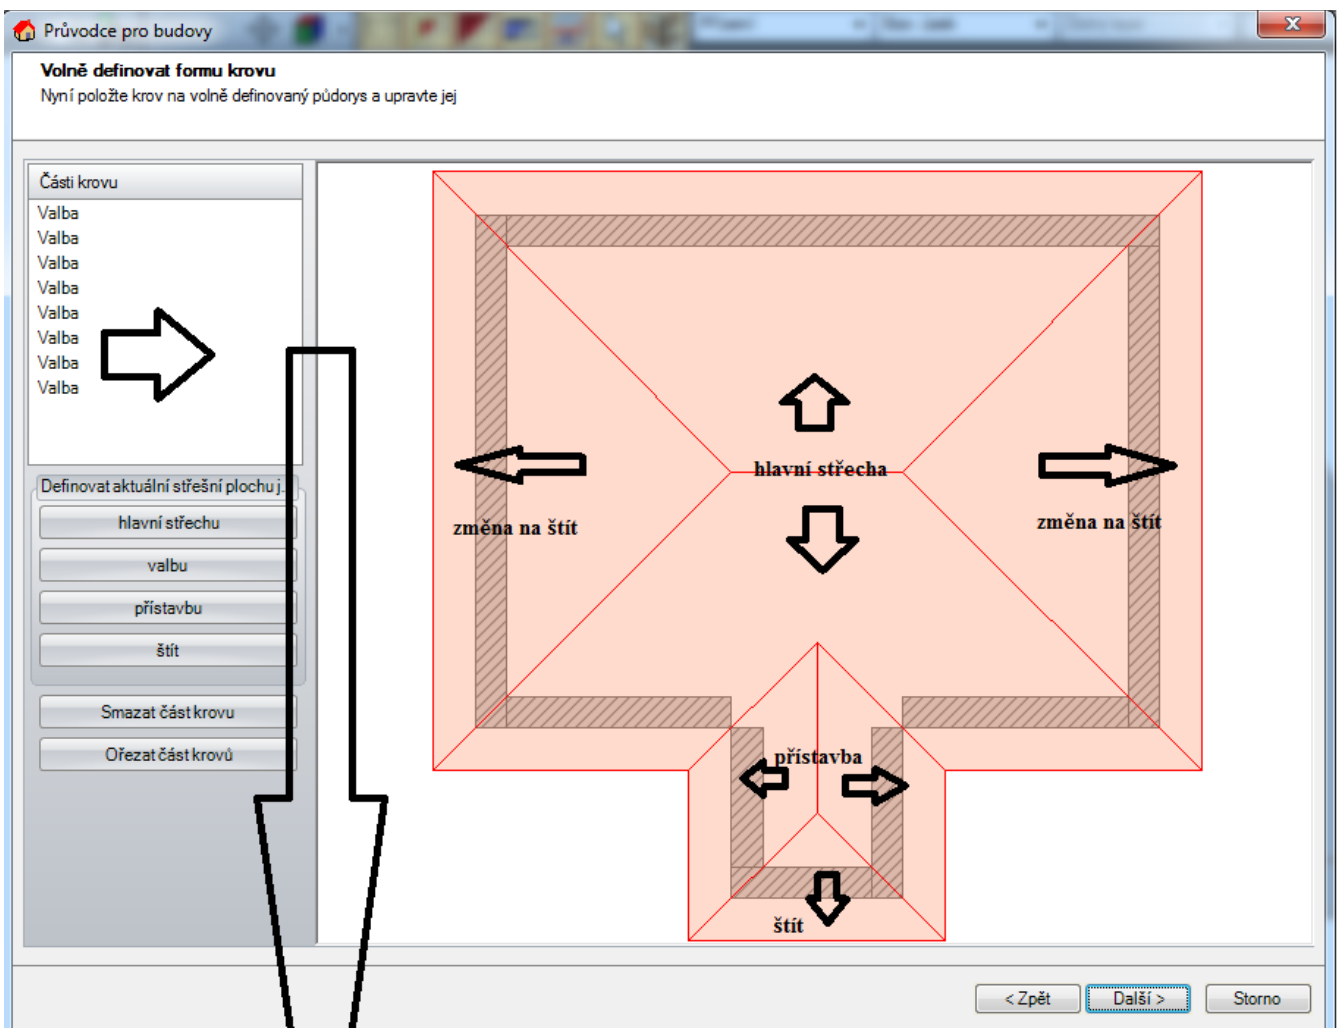 Průvodce pro budovy
Volně definovat formu krovu
Nyní položte krov na volně definovaný půdorys a upravte jej
Části krovu
Valba
Valba
Valba
Valba
Valba
Valba
Valba
Valba
Definovat aktuální střešní plochu j...
hlavní střechu
valbu
přístavbu
štít
Smazat část krovu
Ořezat část krovů
hlavní střecha
změna na štít
změna na štít
přístavba
štít
< Zpět
Další >
Storno